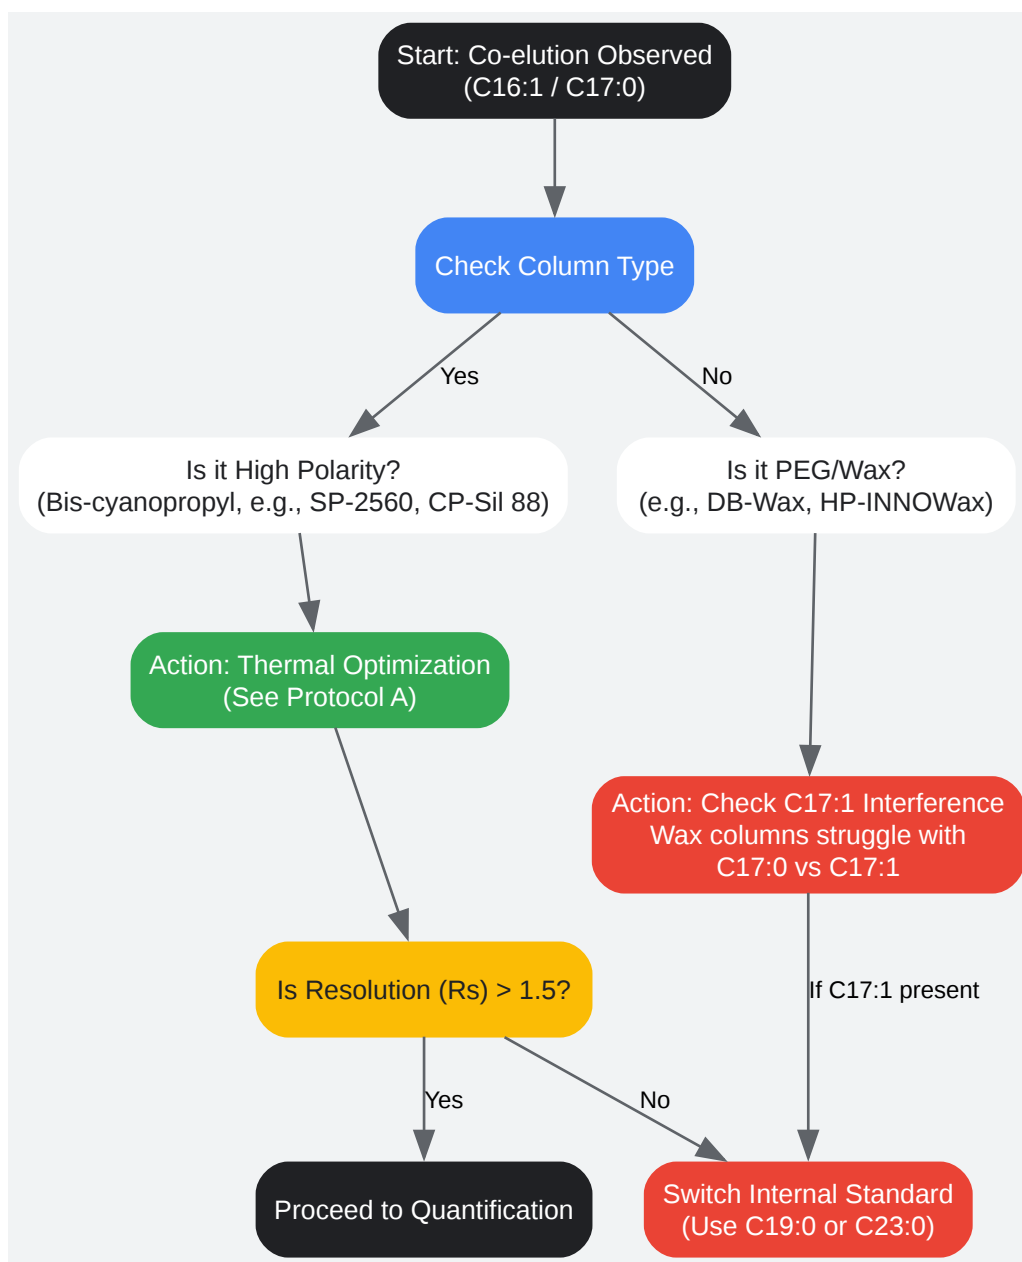 Start: Co-elution Observed
(C16:1 / C17:0)
Check Column Type
Yes
No
Is it High Polarity?
(Bis-cyanopropyl, e.g., SP-2560, CP-Sil 88)
Is it PEG/Wax?
(e.g., DB-Wax, HP-INNOWax)
Action: Thermal Optimization
(See Protocol A)
Action: Check C17:1 Interference
Wax columns struggle with
C17:0 vs C17:1
Is Resolution (Rs) > 1.5?
If C17:1 present
Yes
No
Proceed to Quantification
Switch Internal Standard
(Use C19:0 or C23:0)